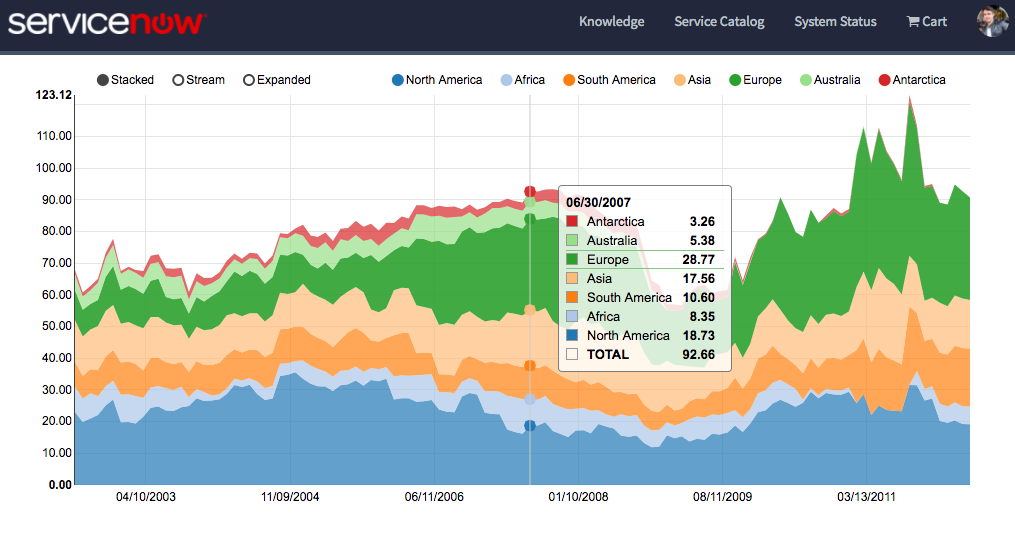 servicenow
Knowledge Service Catalog System Status Cart
Stacked Stream Expanded North America Africa South America Asia Europe Australia Antarctica
123.12
110.00
100.00
90.00
80.00
70.00
60.00
50.00
40.00
30.00
20.00
10.00
0.00
06/30/2007
Antarctica 3.26
Australia 5.38
Europe 28.77
Asia 17.56
South America 10.60
Africa 8.35
North America 18.73
TOTAL 92.66
04/10/2003 11/09/2004 06/11/2006 01/10/2008 08/11/2009 03/13/2011